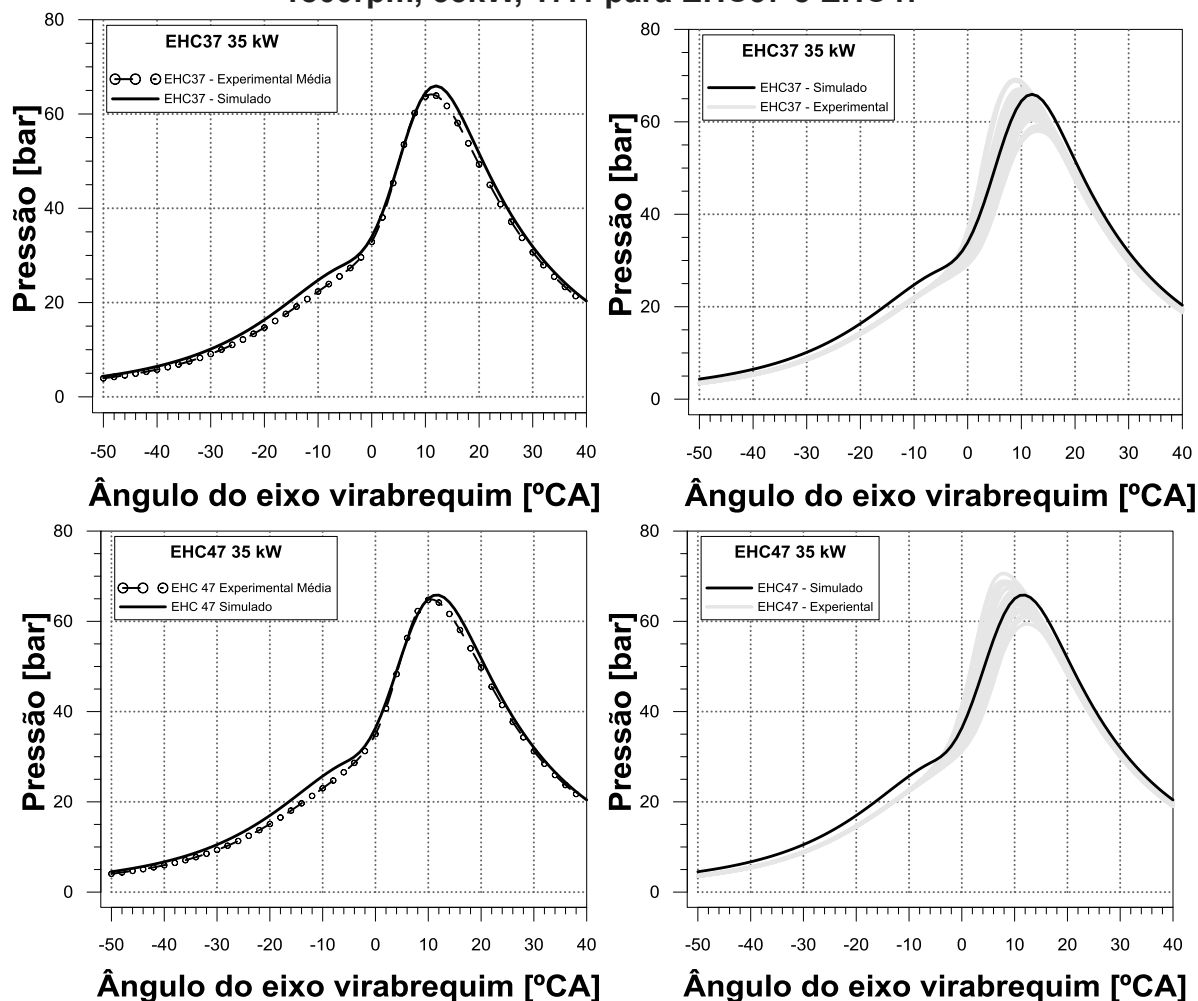 EHC37 35 kW
EHC37 - Experimental Média
EHC37 - Simulado
Pressão [bar]
80
60
40
20
0
-50 -40 -30 -20 -10 0 10 20 30 40
Ângulo do eixo virabrequim [ºCA]
EHC37 35 kW
EHC37 - Simulado
EHC37 - Experimental
Pressão [bar]
80
60
40
20
0
-50 -40 -30 -20 -10 0 10 20 30 40
Ângulo do eixo virabrequim [ºCA]
EHC47 35 kW
EHC 47 Experimental Média
EHC 47 Simulado
Pressão [bar]
80
60
40
20
0
-50 -40 -30 -20 -10 0 10 20 30 40
Ângulo do eixo virabrequim [ºCA]
EHC47 35 kW
EHC47 - Simulado
EHC47 - Experiental
Pressão [bar]
80
60
40
20
0
-50 -40 -30 -20 -10 0 10 20 30 40
Ângulo do eixo virabrequim [ºCA]